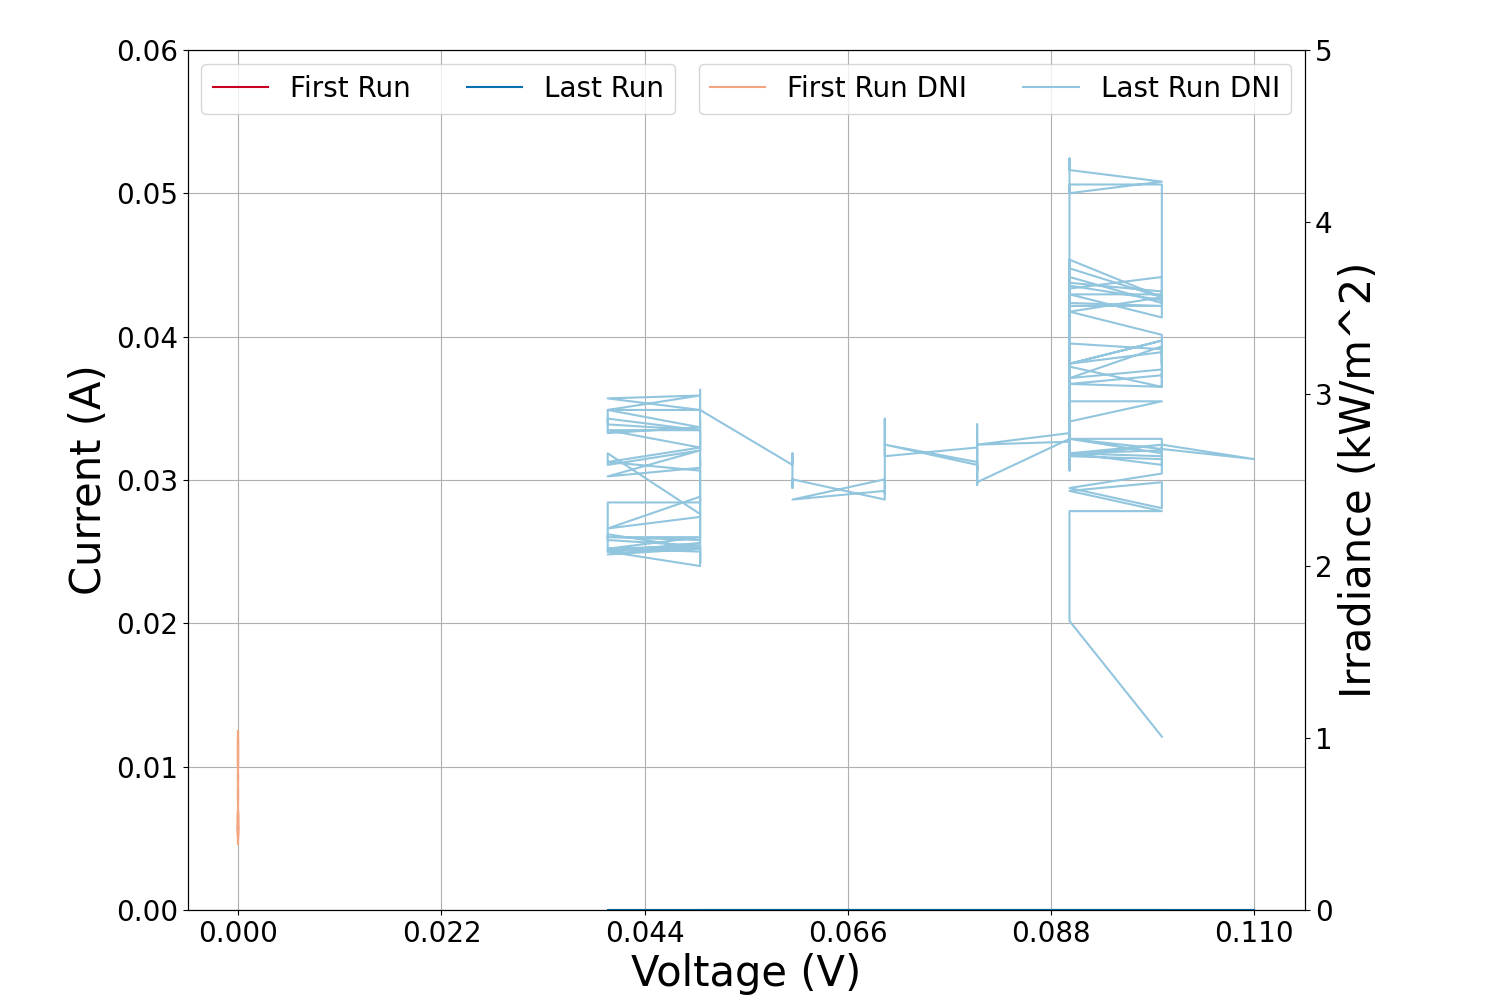 First Run
Last Run
First Run DNI
Last Run DNI
0.06
0.05
0.04
0.03
0.02
0.01
0.00
Current (A)
5
4
3
2
1
0
Irradiance (kW/m^2)
0.000 0.022 0.044 0.066 0.088 0.110
Voltage (V)